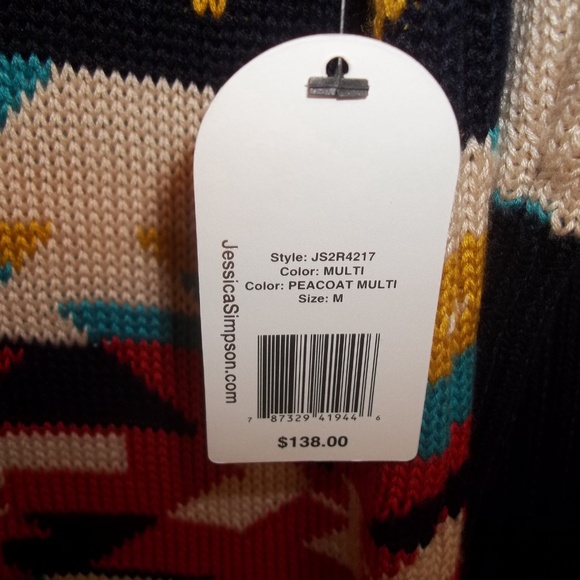 Style: JS2R4217
Color: MULTI
Color: PEACOAT MULTI
Size: M
JessicaSimpson.com
7 87329 41944 6
$138.00